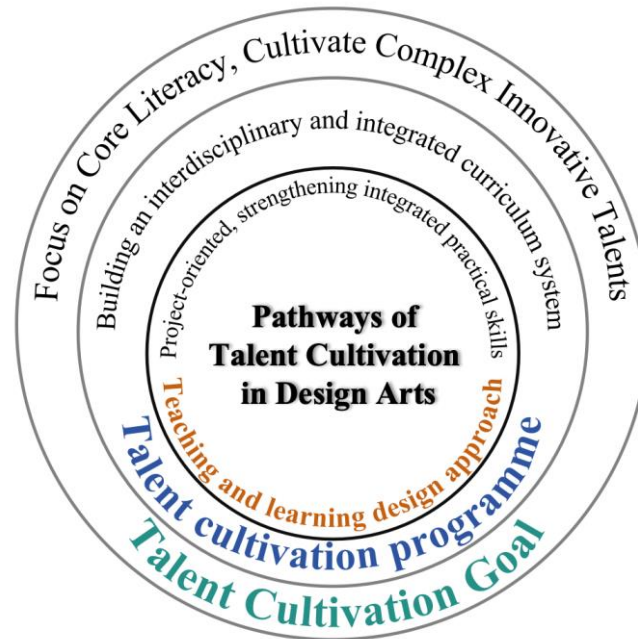 Focus on Core Literacy, Cultivate Complex Innovative Talents
Building an interdisciplinary and integrated curriculum system
Project-oriented, strengthening integrated practical skills
Pathways of
Talent Cultivation
in Design Arts
Teaching and learning design approach
Talent cultivation programme
Talent Cultivation Goal